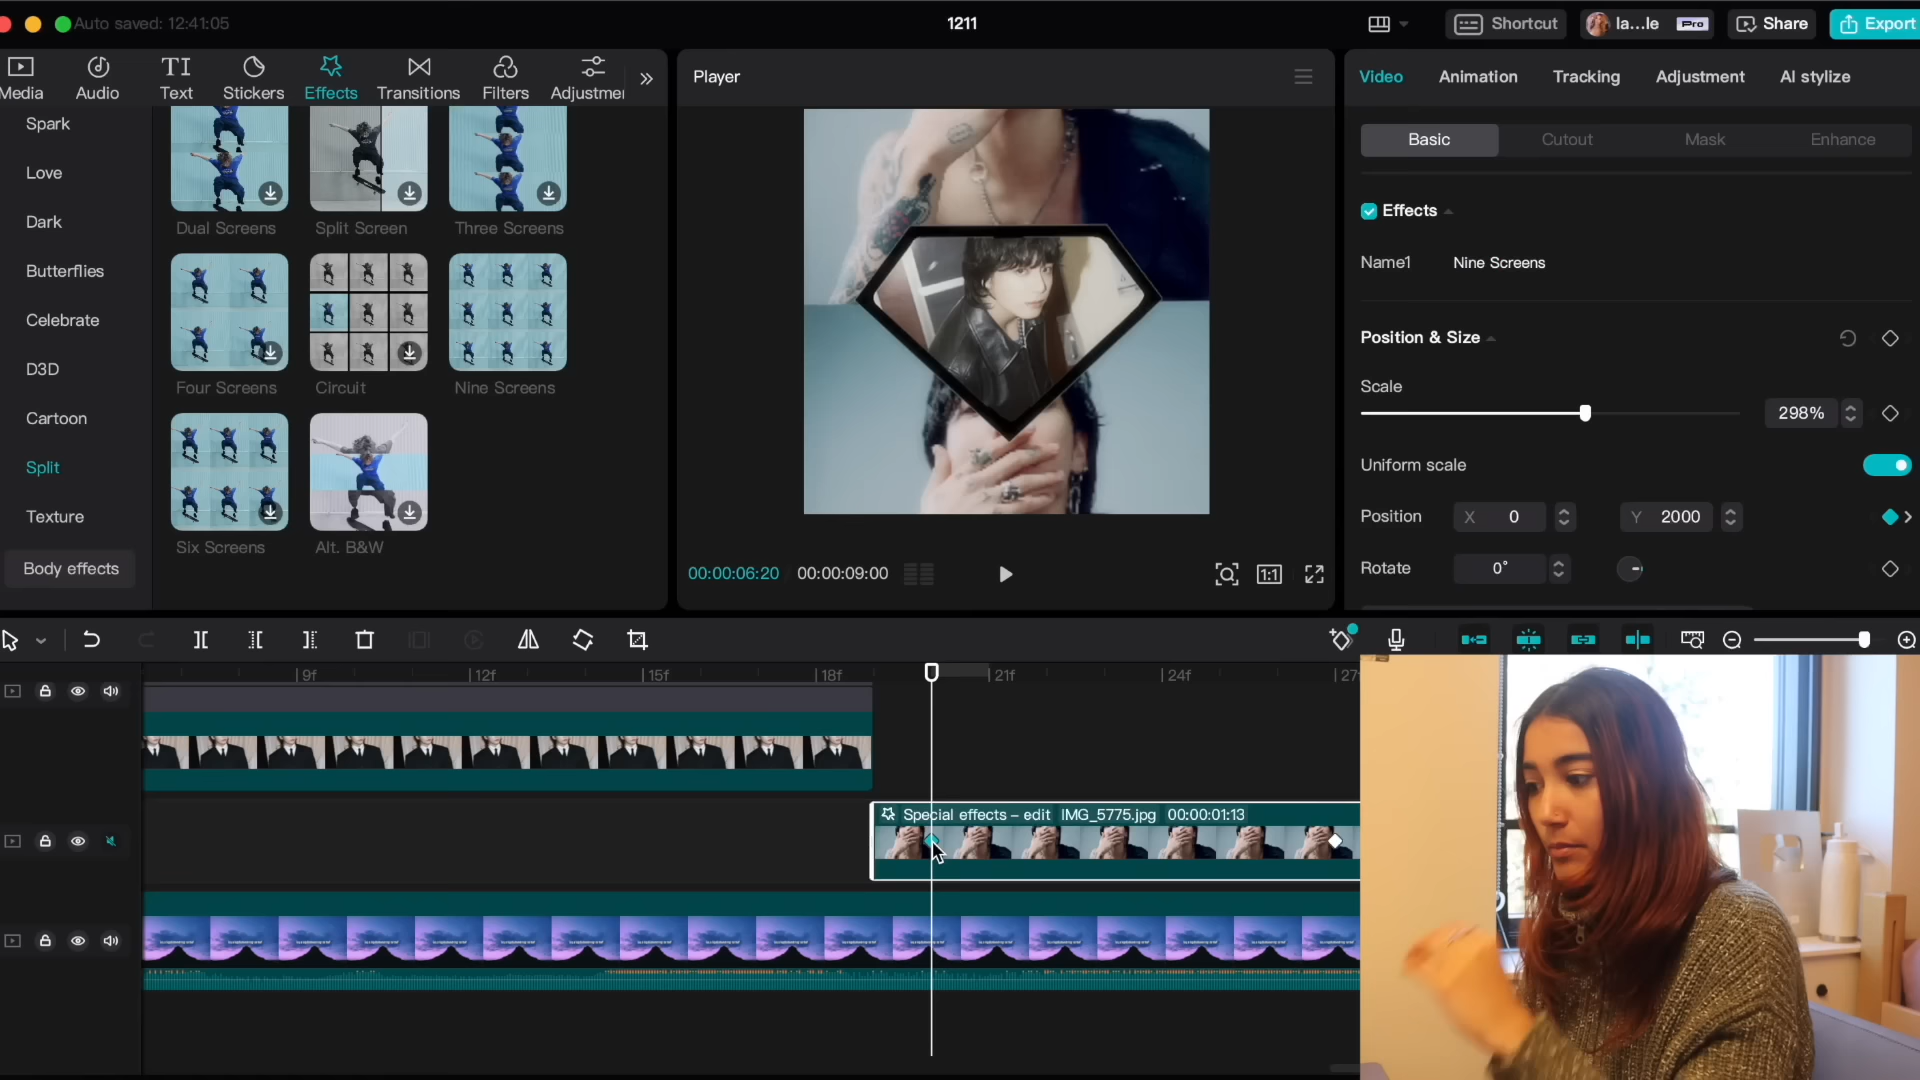 Auto saved: 12:41:05
1211
Shortcut
la...le
Pro
Share
Export
Media
Audio
Text
Stickers
Effects
Transitions
Filters
Adjustmer
Player
Video
Animation
Tracking
Adjustment
AI stylize
Basic
Cutout
Mask
Enhance
Spark
Love
Dark
Butterflies
Celebrate
D3D
Cartoon
Split
Texture
Body effects
Dual Screens
Split Screen
Three Screens
Four Screens
Circuit
Nine Screens
Six Screens
Alt. B&W
00:00:06:20
00:00:09:00
1:1
Effects
Name1
Nine Screens
Position & Size
Scale
298%
Uniform scale
Position
X 0
Y 2000
Rotate
0°
9f
12f
15f
18f
21f
24f
27
Special effects – edit IMG_5775.jpg 00:00:01:13